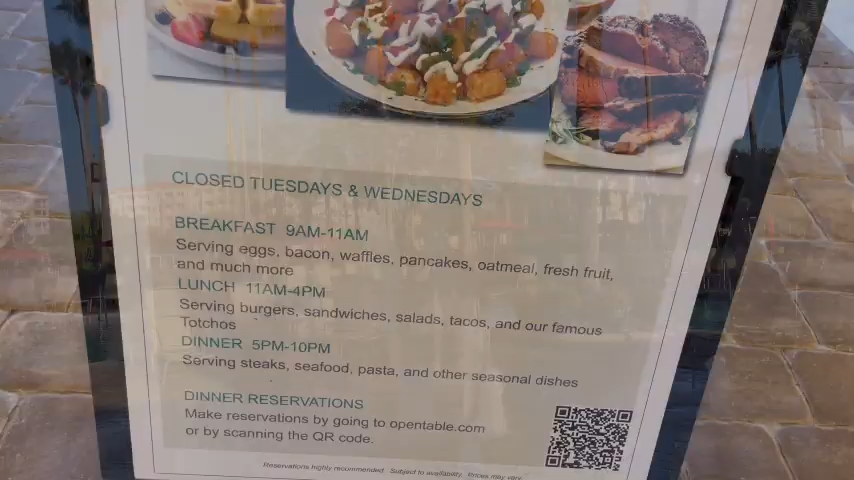 CLOSED TUESDAYS & WEDNESDAYS
BREAKFAST 9AM-11AM
Serving eggs, bacon, waffles, pancakes, oatmeal, fresh fruit,
and much more
LUNCH 11AM-4PM
Serving burgers, sandwiches, salads, tacos, and our famous
Totchos
DINNER 5PM-10PM
Serving steaks, seafood, pasta, and other seasonal dishes
DINNER RESERVATIONS
Make reservations by going to opentable.com
or by scanning the QR code.
Reservations highly recommended. Subject to availability. Prices may vary.